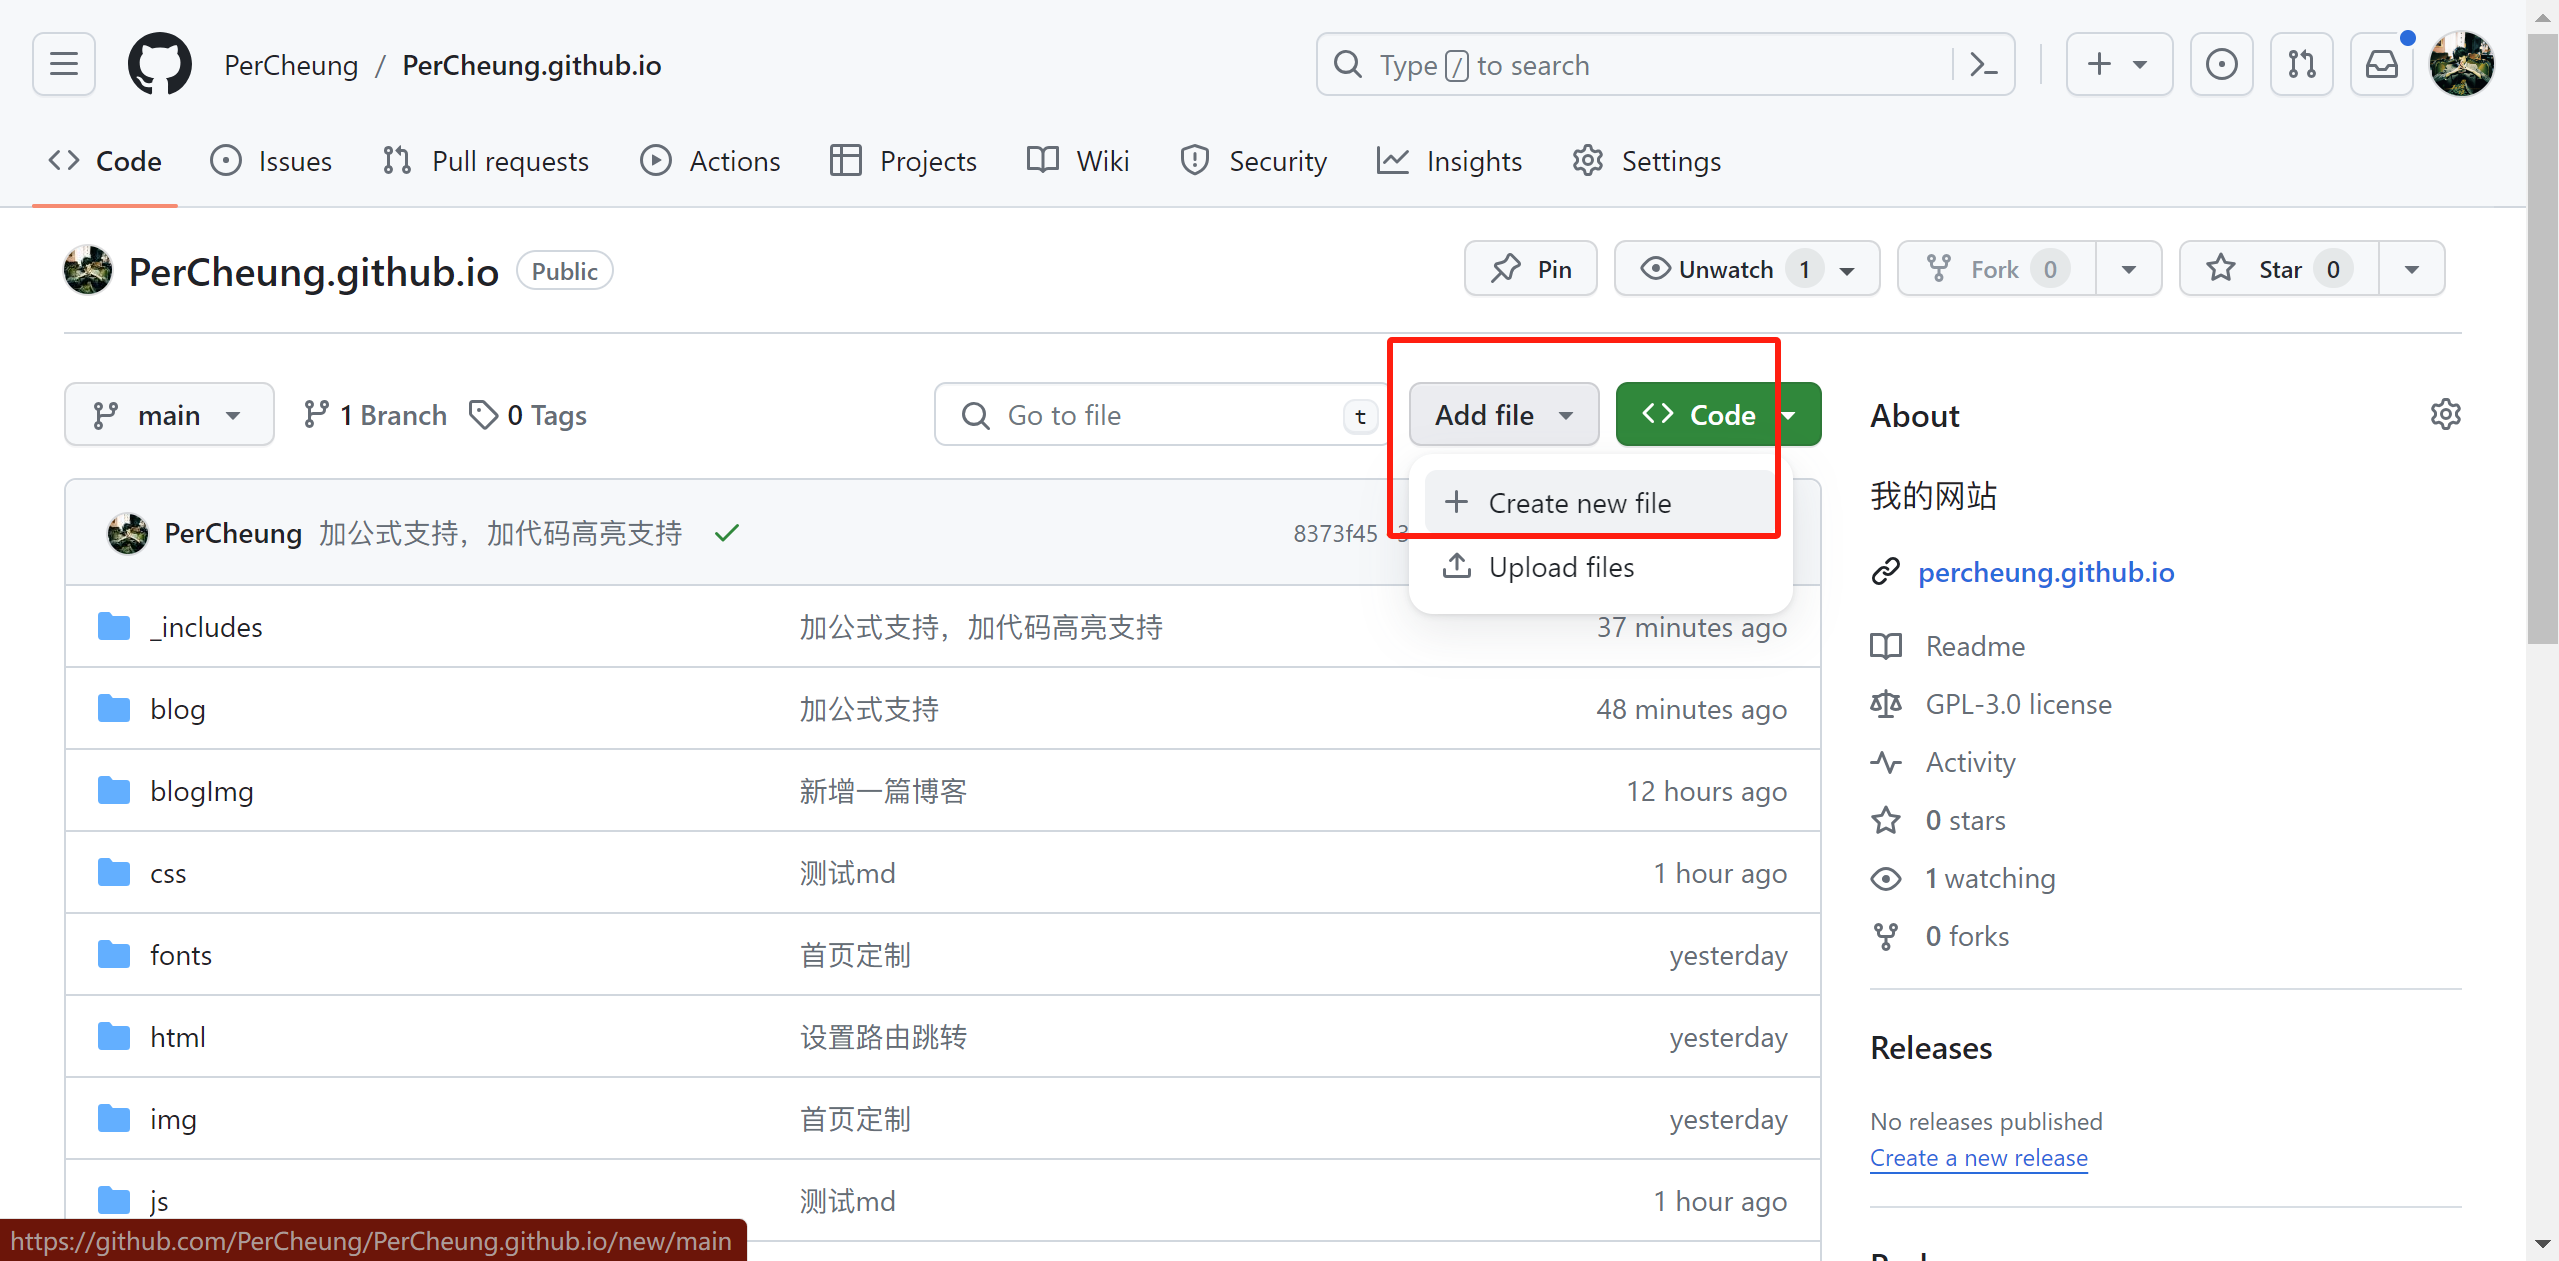 PerCheung / PerCheung.github.io
Type / to search
Code Issues Pull requests Actions Projects Wiki Security Insights Settings
PerCheung.github.io Public
Pin Unwatch 1 Fork 0 Star 0
main 1 Branch 0 Tags Go to file t Add file Code
Create new file
Upload files
PerCheung 加公式支持，加代码高亮支持 8373f45
_includes 加公式支持，加代码高亮支持 37 minutes ago
blog 加公式支持 48 minutes ago
blogImg 新增一篇博客 12 hours ago
css 测试md 1 hour ago
fonts 首页定制 yesterday
html 设置路由跳转 yesterday
img 首页定制 yesterday
js 测试md 1 hour ago
About
我的网站
percheung.github.io
Readme
GPL-3.0 license
Activity
0 stars
1 watching
0 forks
Releases
No releases published
Create a new release
https://github.com/PerCheung/PerCheung.github.io/new/main